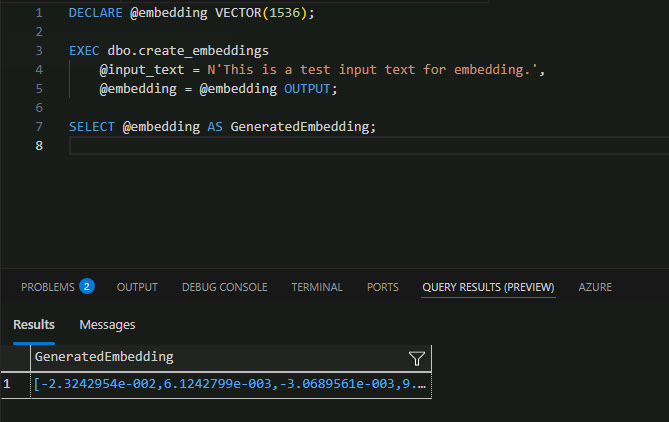 1 DECLARE @embedding VECTOR(1536);
2
3 EXEC dbo.create_embeddings
4 @input_text = N'This is a test input text for embedding.',
5 @embedding = @embedding OUTPUT;
6
7 SELECT @embedding AS GeneratedEmbedding;
8
PROBLEMS 2 OUTPUT DEBUG CONSOLE TERMINAL PORTS QUERY RESULTS (PREVIEW) AZURE
Results Messages
GeneratedEmbedding
1 [-2.3242954e-002,6.1242799e-003,-3.0689561e-003,9.…